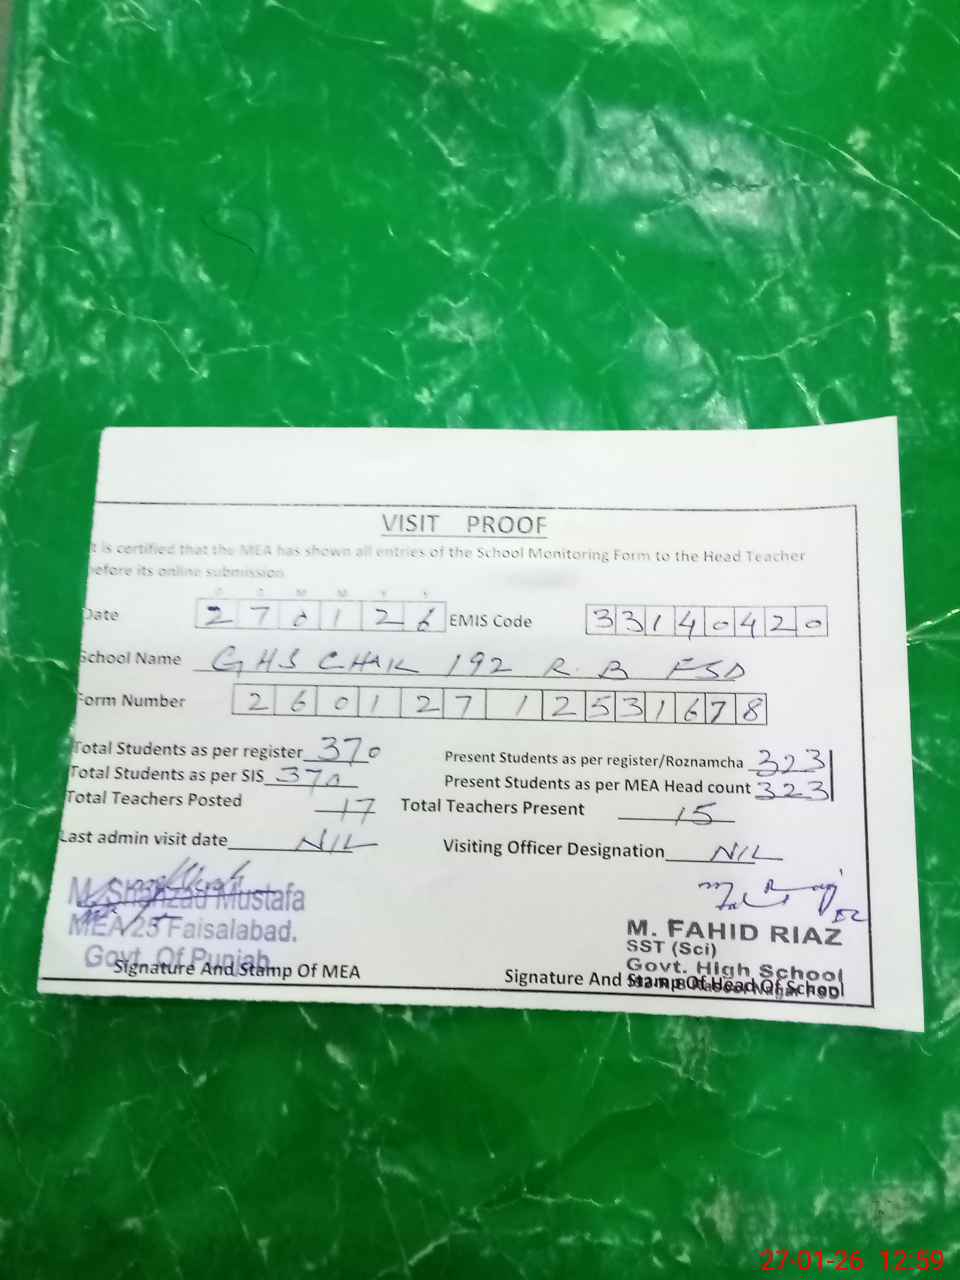 VISIT PROOF
It is certified that the MEA has shown all entries of the School Monitoring Form to the Head Teacher
before its online submission
D D M M Y Y
Date 2 7 0 1 2 6 EMIS Code 3 3 1 4 0 4 2 0
School Name GHS CHAK 192 R.B FSD
Form Number 2 6 0 1 2 7 1 2 5 3 1 6 7 8
Total Students as per register 370 Present Students as per register/Roznamcha 323
Total Students as per SIS 370 Present Students as per MEA Head count 323
Total Teachers Posted 17 Total Teachers Present 15
Last admin visit date NIL Visiting Officer Designation NIL
M. Shahzad Mustafa
MEA/25 Faisalabad.
Govt. Of Punjab
Signature And Stamp Of MEA
M. FAHID RIAZ
SST (Sci)
Govt. High School
Signature And Stamp Of Head Of School
27-01-26 12:59